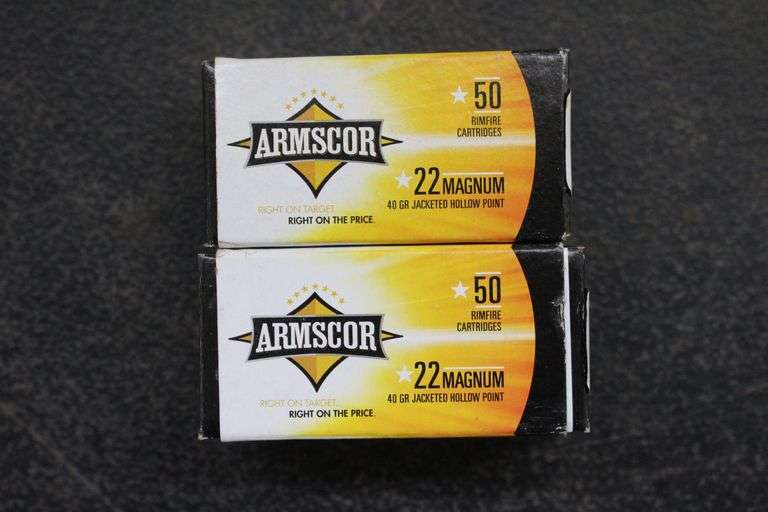 ARMSCOR
RIGHT ON TARGET.
RIGHT ON THE PRICE.
50
RIMFIRE
CARTRIDGES
22 MAGNUM
40 GR JACKETED HOLLOW POINT
ARMSCOR
RIGHT ON TARGET.
RIGHT ON THE PRICE.
50
RIMFIRE
CARTRIDGES
22 MAGNUM
40 GR JACKETED HOLLOW POINT